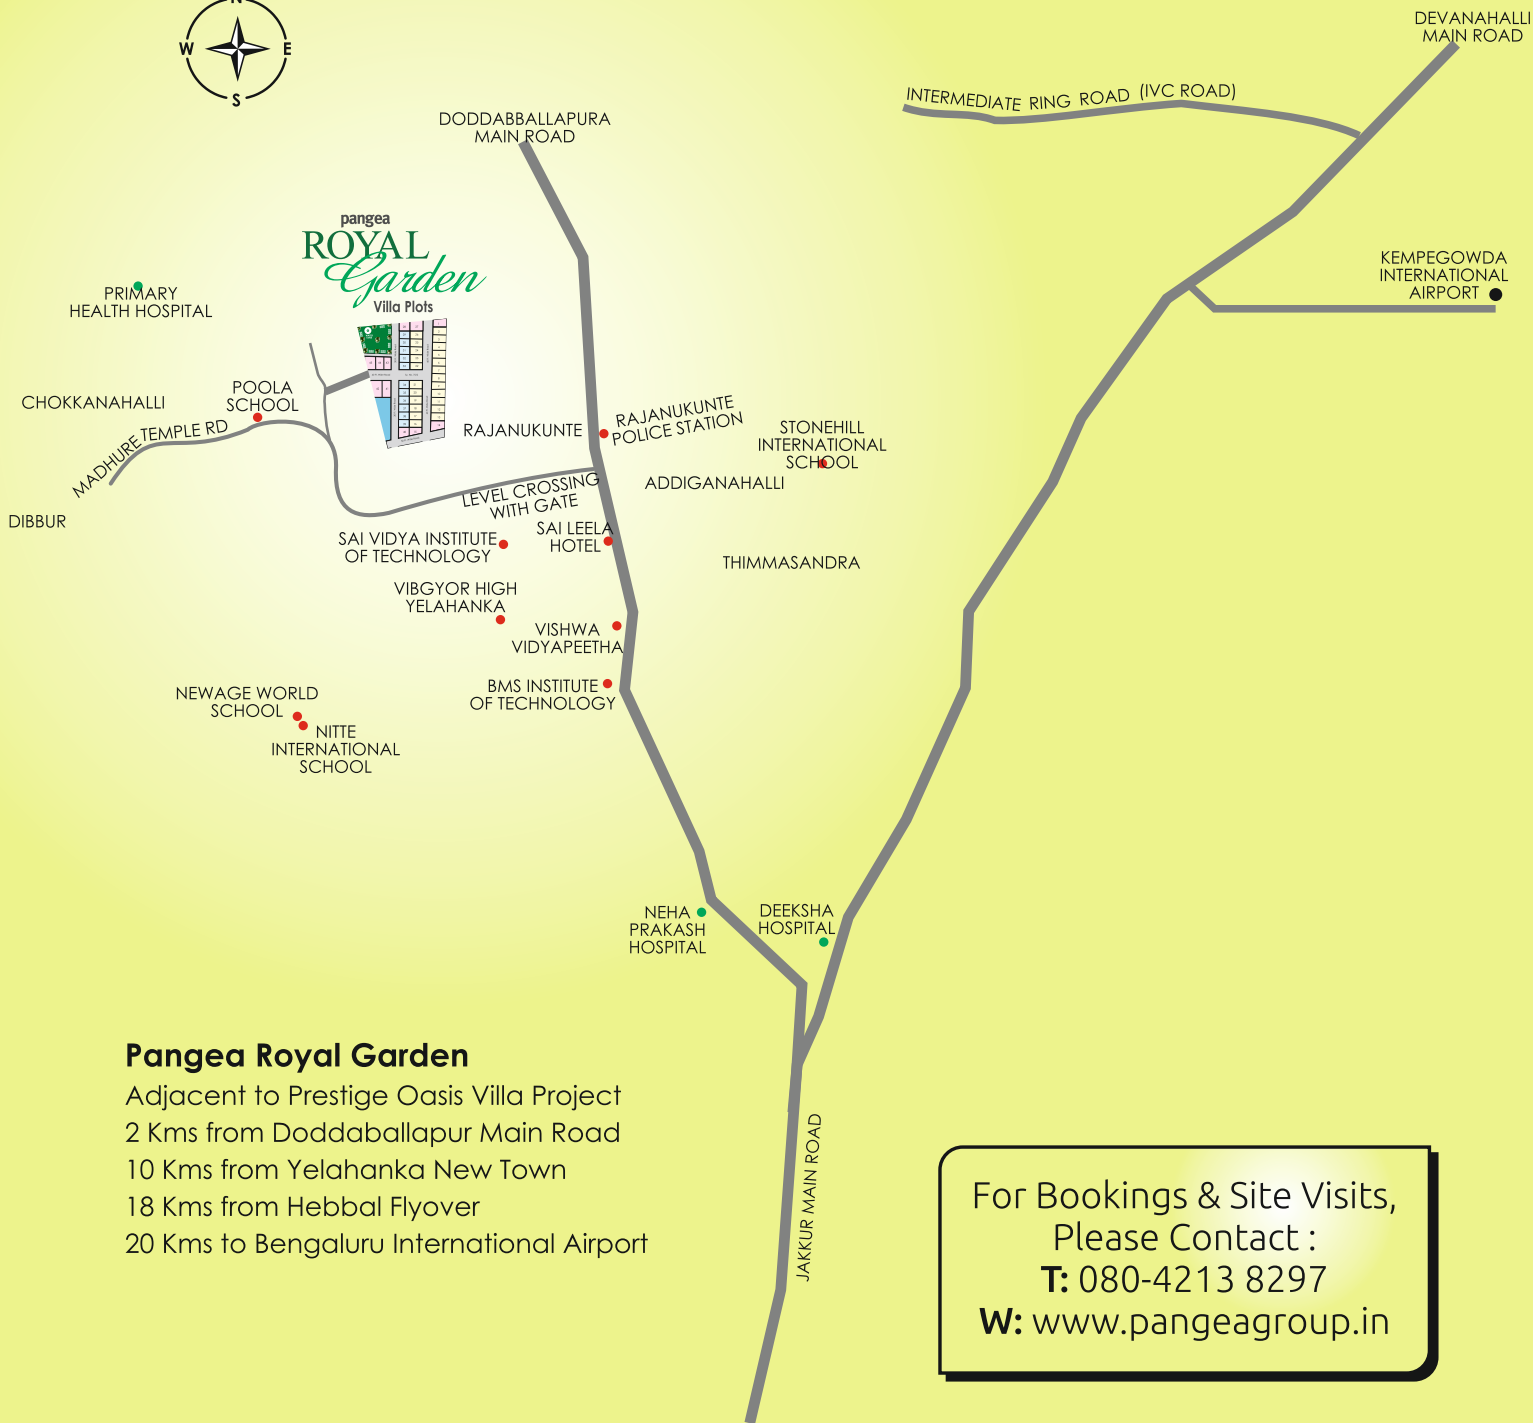 N
W E
S
DEVANAHALLI
MAIN ROAD
INTERMEDIATE RING ROAD (IVC ROAD)
DODDABBALLAPURA
MAIN ROAD
pangea
ROYAL
Garden
Villa Plots
KEMPEGOWDA
INTERNATIONAL
AIRPORT
PRIMARY
HEALTH HOSPITAL
POOLA
SCHOOL
CHOKKANAHALLI
MADHURE TEMPLE RD
DIBBUR
RAJANUKUNTE
RAJANUKUNTE
POLICE STATION
STONEHILL
INTERNATIONAL
SCHOOL
ADDIGANAHALLI
LEVEL CROSSING
WITH GATE
SAI VIDYA INSTITUTE
OF TECHNOLOGY
SAI LEELA
HOTEL
THIMMASANDRA
VIBGYOR HIGH
YELAHANKA
VISHWA
VIDYAPEETHA
BMS INSTITUTE
OF TECHNOLOGY
NEWAGE WORLD
SCHOOL
NITTE
INTERNATIONAL
SCHOOL
NEHA
PRAKASH
HOSPITAL
DEEKSHA
HOSPITAL
JAKKUR MAIN ROAD
Pangea Royal Garden
Adjacent to Prestige Oasis Villa Project
2 Kms from Doddaballapur Main Road
10 Kms from Yelahanka New Town
18 Kms from Hebbal Flyover
20 Kms to Bengaluru International Airport
For Bookings & Site Visits,
Please Contact :
T: 080-4213 8297
W: www.pangeagroup.in